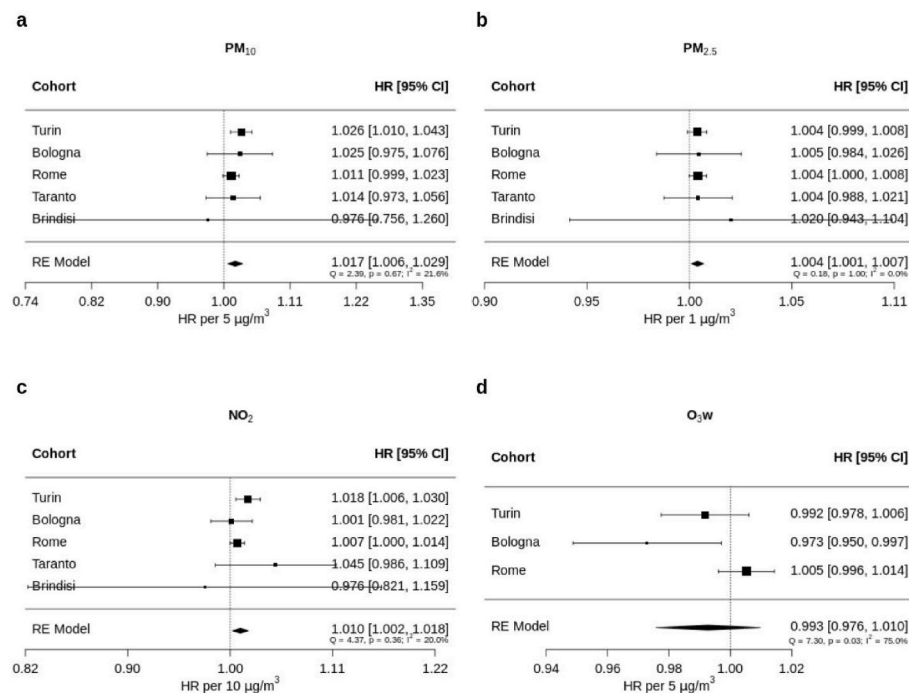 a
PM₁₀
Cohort HR [95% CI]
Turin 1.026 [1.010, 1.043]
Bologna 1.025 [0.975, 1.076]
Rome 1.011 [0.999, 1.023]
Taranto 1.014 [0.973, 1.056]
Brindisi 0.976 [0.756, 1.260]
RE Model 1.017 [1.006, 1.029]
Q = 2.39, p = 0.67; I² = 21.6%
0.74 0.82 0.90 1.00 1.11 1.22 1.35
HR per 5 µg/m³
b
PM₂.₅
Cohort HR [95% CI]
Turin 1.004 [0.999, 1.008]
Bologna 1.005 [0.984, 1.026]
Rome 1.004 [1.000, 1.008]
Taranto 1.004 [0.988, 1.021]
Brindisi 1.020 [0.943, 1.104]
RE Model 1.004 [1.001, 1.007]
Q = 0.18, p = 1.00; I² = 0.0%
0.90 0.95 1.00 1.05 1.11
HR per 1 µg/m³
c
NO₂
Cohort HR [95% CI]
Turin 1.018 [1.006, 1.030]
Bologna 1.001 [0.981, 1.022]
Rome 1.007 [1.000, 1.014]
Taranto 1.045 [0.986, 1.109]
Brindisi 0.976 [0.821, 1.159]
RE Model 1.010 [1.002, 1.018]
Q = 4.37, p = 0.36; I² = 20.0%
0.82 0.90 1.00 1.11 1.22
HR per 10 µg/m³
d
O₃w
Cohort HR [95% CI]
Turin 0.992 [0.978, 1.006]
Bologna 0.973 [0.950, 0.997]
Rome 1.005 [0.996, 1.014]
RE Model 0.993 [0.976, 1.010]
Q = 7.30, p = 0.03; I² = 75.0%
0.94 0.96 0.98 1.00 1.02
HR per 5 µg/m³